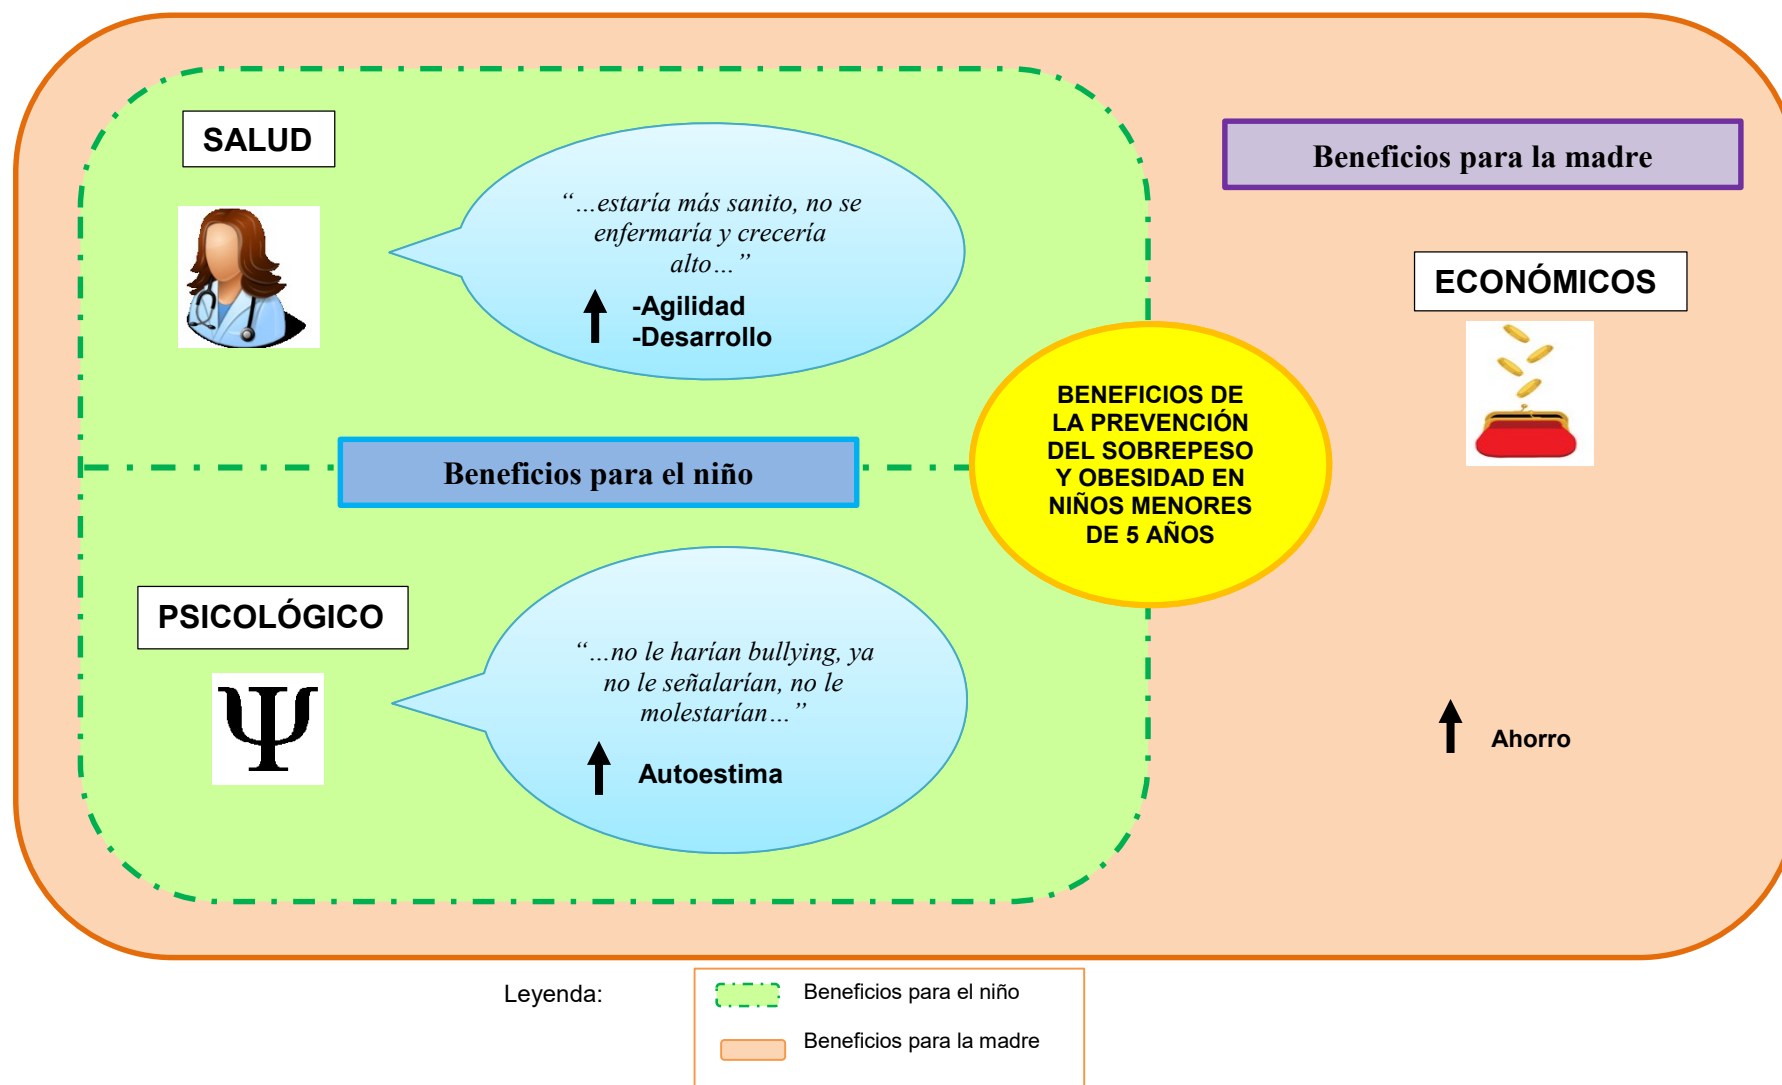 SALUD
“…estaría más sanito, no se
enfermaría y crecería
alto…”
-Agilidad
-Desarrollo
Beneficios para la madre
ECONÓMICOS
BENEFICIOS DE
LA PREVENCIÓN
DEL SOBREPESO
Y OBESIDAD EN
NIÑOS MENORES
DE 5 AÑOS
Beneficios para el niño
PSICOLÓGICO
Ψ
“…no le harían bullying, ya
no le señalarían, no le
molestarían…”
Autoestima
Ahorro
Leyenda:
Beneficios para el niño
Beneficios para la madre